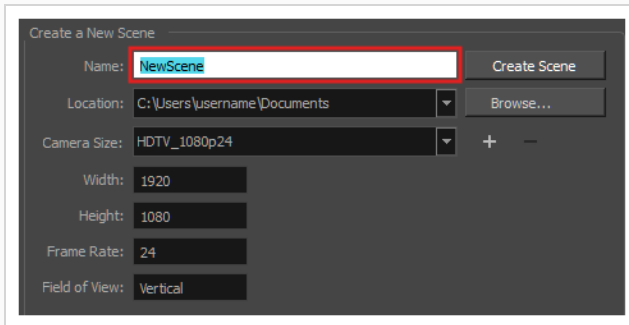 Create a New Scene
Name: NewScene Create Scene
Location: C:\Users\username\Documents Browse...
Camera Size: HDTV_1080p24 + −
Width: 1920
Height: 1080
Frame Rate: 24
Field of View: Vertical